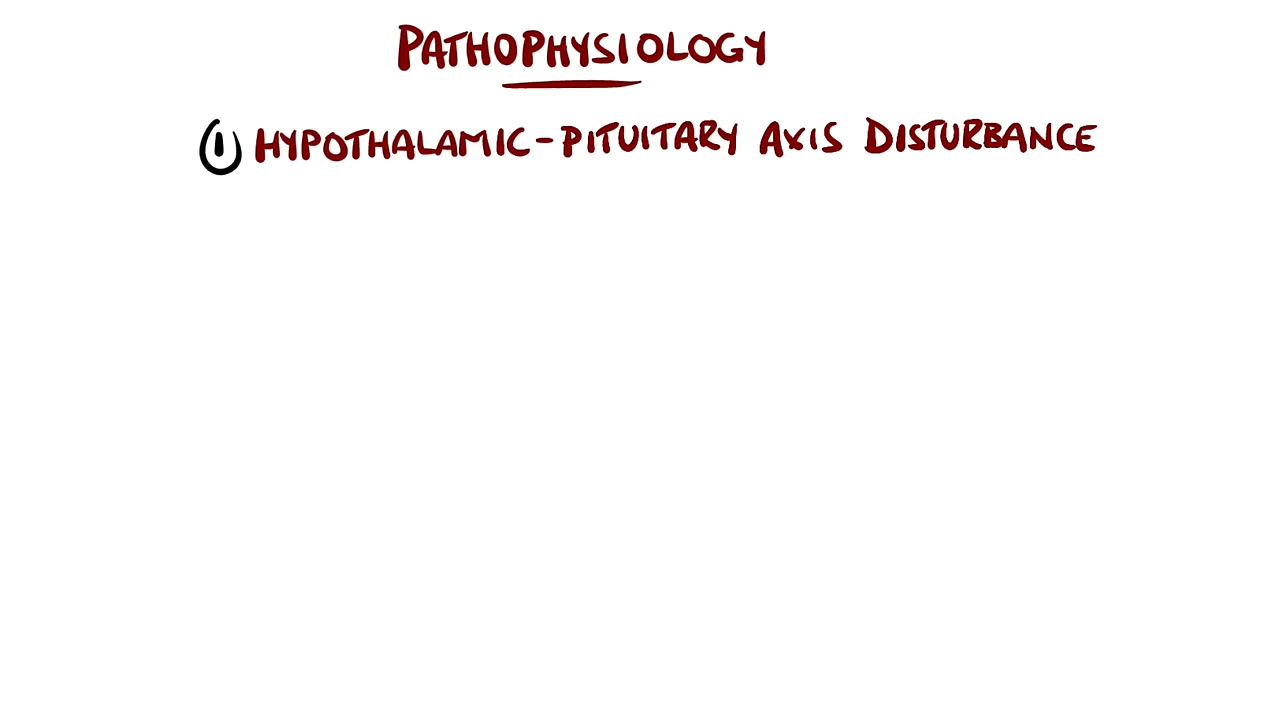 PATHOPHYSIOLOGY
① HYPOTHALAMIC-PITUITARY AXIS DISTURBANCE